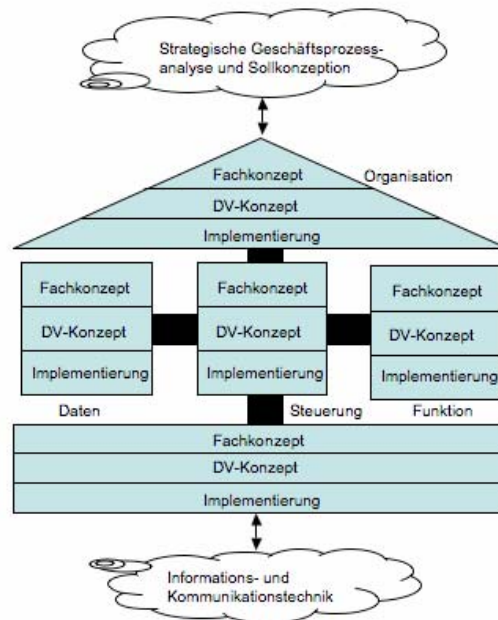 Strategische Geschäftsprozess-
analyse und Sollkonzeption
Fachkonzept
Organisation
DV-Konzept
Implementierung
Fachkonzept
DV-Konzept
Implementierung
Daten
Fachkonzept
DV-Konzept
Implementierung
Steuerung
Fachkonzept
DV-Konzept
Implementierung
Funktion
Fachkonzept
DV-Konzept
Implementierung
Informations- und
Kommunikationstechnik